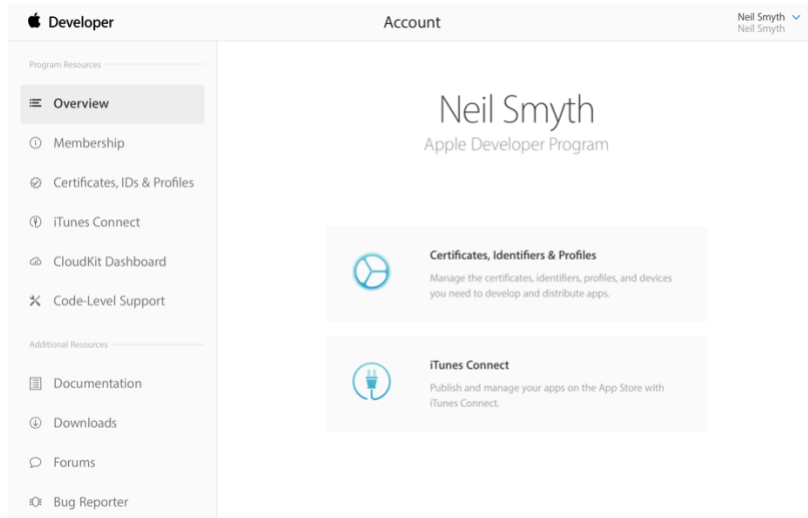 Developer
Account
Neil Smyth
Neil Smyth
Program Resources
Overview
Membership
Certificates, IDs & Profiles
iTunes Connect
CloudKit Dashboard
Code-Level Support
Additional Resources
Documentation
Downloads
Forums
Bug Reporter
Neil Smyth
Apple Developer Program
Certificates, Identifiers & Profiles
Manage the certificates, identifiers, profiles, and devices
you need to develop and distribute apps.
iTunes Connect
Publish and manage your apps on the App Store with
iTunes Connect.